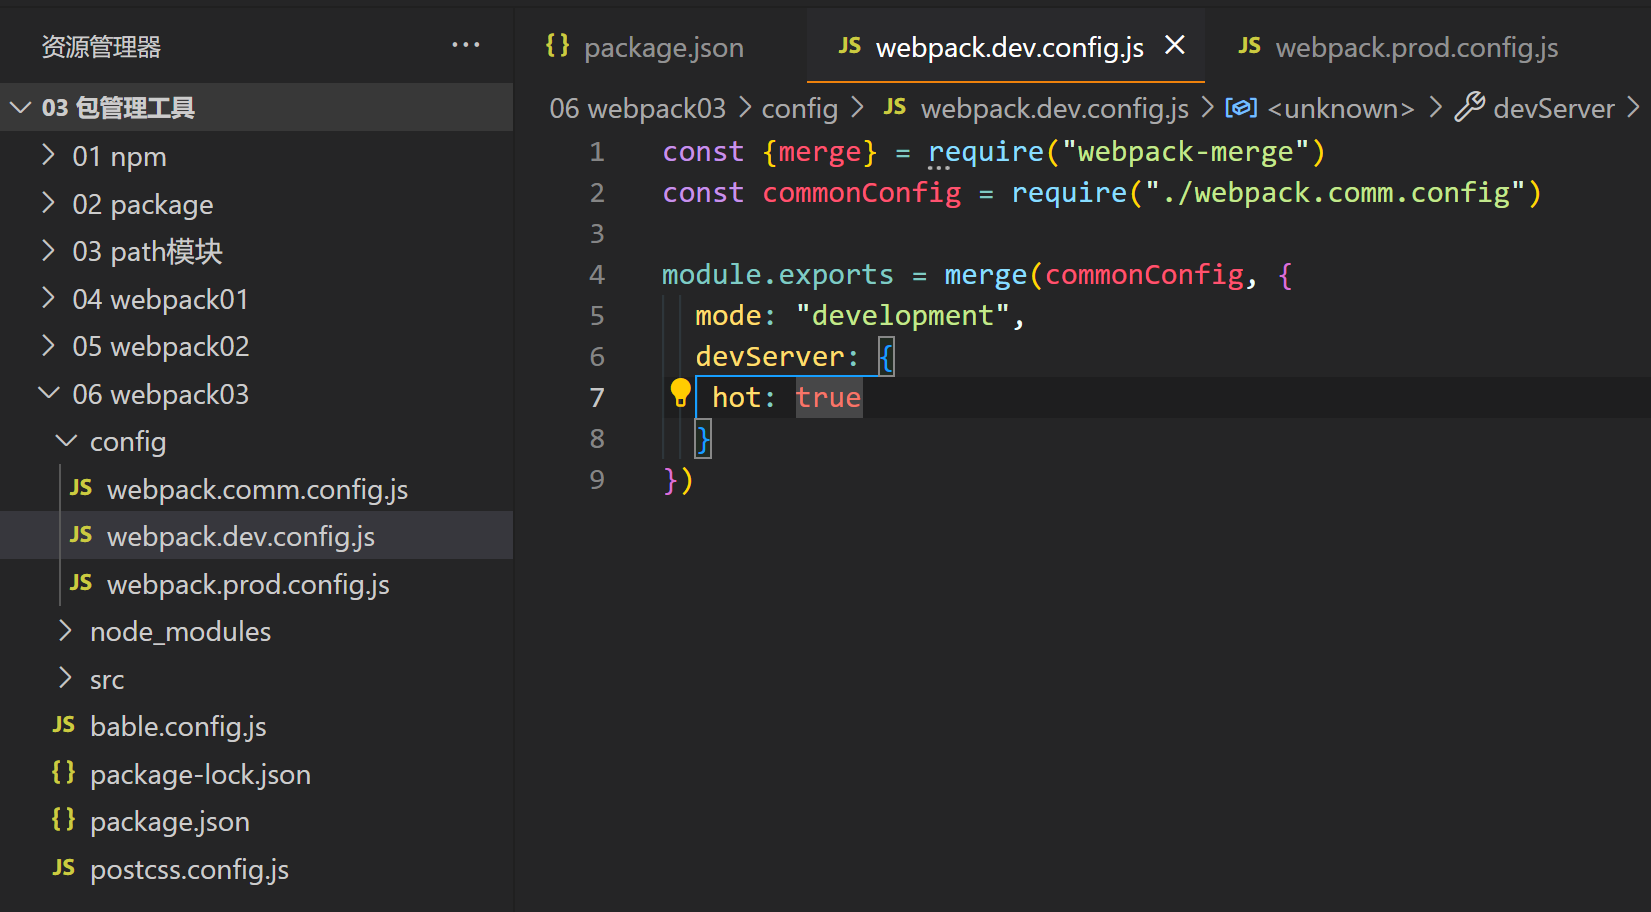 资源管理器 ···
03 包管理工具
01 npm
02 package
03 path模块
04 webpack01
05 webpack02
06 webpack03
config
JS webpack.comm.config.js
JS webpack.dev.config.js
JS webpack.prod.config.js
node_modules
src
JS bable.config.js
{} package-lock.json
{} package.json
JS postcss.config.js
{} package.json JS webpack.dev.config.js × JS webpack.prod.config.js
06 webpack03 > config > JS webpack.dev.config.js > <unknown> > devServer >
1 const {merge} = require("webpack-merge")
2 const commonConfig = require("./webpack.comm.config")
3
4 module.exports = merge(commonConfig, {
5 mode: "development",
6 devServer: {
7 hot: true
8 }
9 })